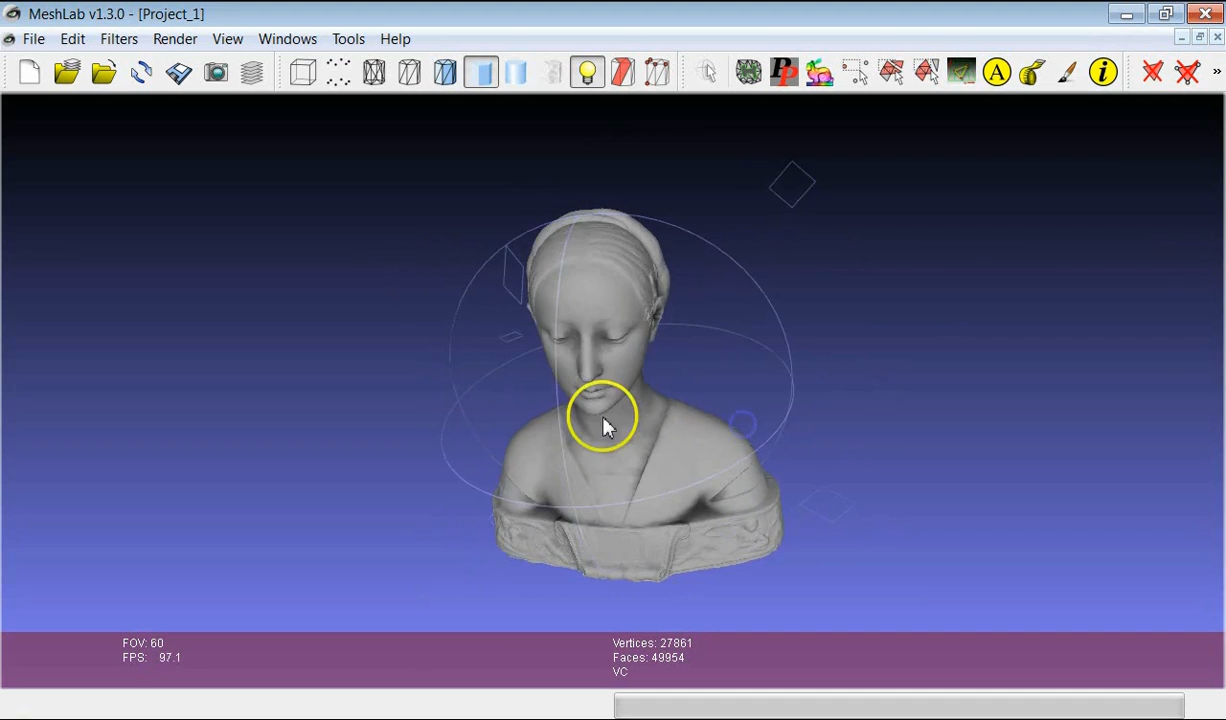 MeshLab v1.3.0 - [Project_1]
File Edit Filters Render View Windows Tools Help
A i »
FOV: 60
FPS: 97.1
Vertices: 27861
Faces: 49954
VC